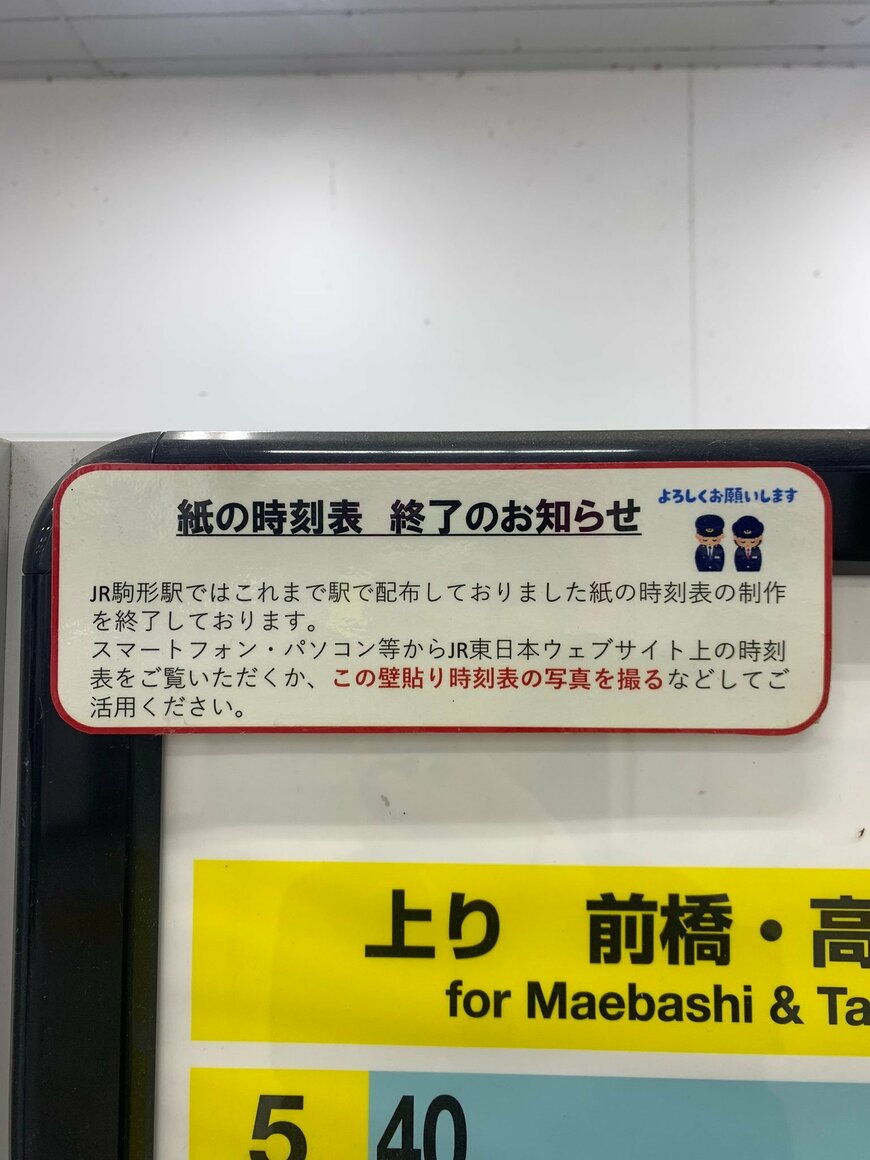 紙の時刻表 終了のお知らせ
よろしくお願いします
JR駒形駅ではこれまで駅で配布しておりました紙の時刻表の制作
を終了しております。
スマートフォン・パソコン等からJR東日本ウェブサイト上の時刻
表をご覧いただくか、この壁貼り時刻表の写真を撮るなどしてご
活用ください。
上り 前橋・高
for Maebashi & Ta
5 40